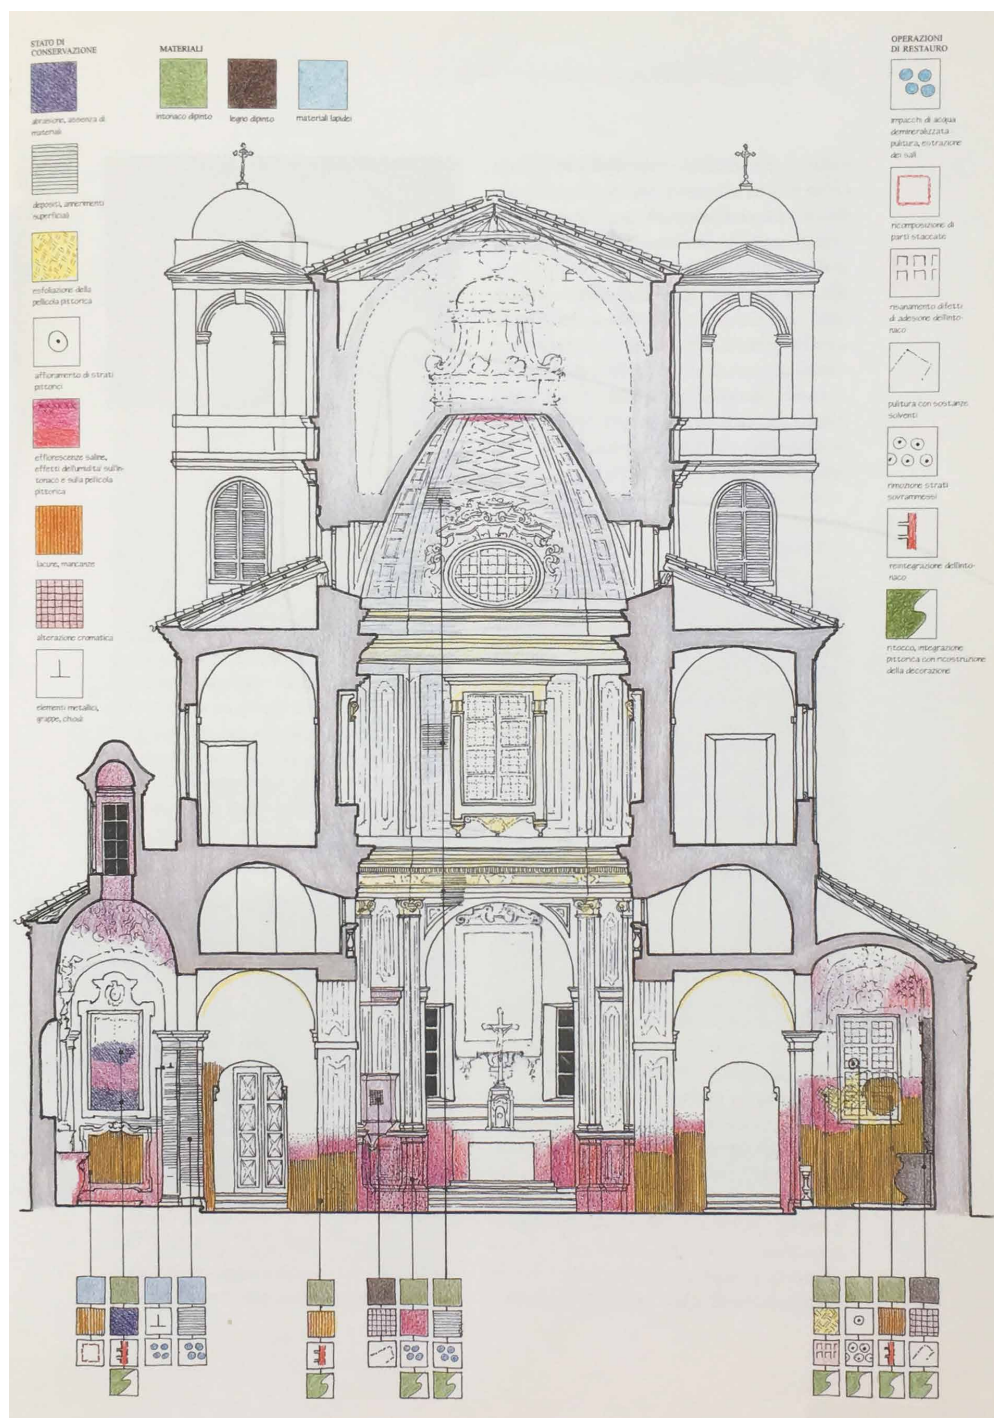 STATO DI
CONSERVAZIONE
abrasione, assenza di
materiali
depositi, annerimenti
superficiali
esfoliazione della
pellicola pittorica
affioramento di strati
pittorici
efflorescenze saline,
effetti dell'umidità sull'in-
tonaco e sulla pellicola
pittorica
lacune, mancanze
alterazione cromatica
elementi metallici,
grappe, chiodi
MATERIALI
intonaco dipinto
legno dipinto
materiali lapidei
OPERAZIONI
DI RESTAURO
impacchi di acqua
demineralizzata
pulitura, estrazione
dei sali
ricomposizione di
parti staccate
risanamento difetti
di adesione dell'into-
naco
pulitura con sostanze
solventi
rimozione strati
sovrammessi
reintegrazione dell'into-
naco
ritocco, integrazione
pittorica con ricostruzione
della decorazione